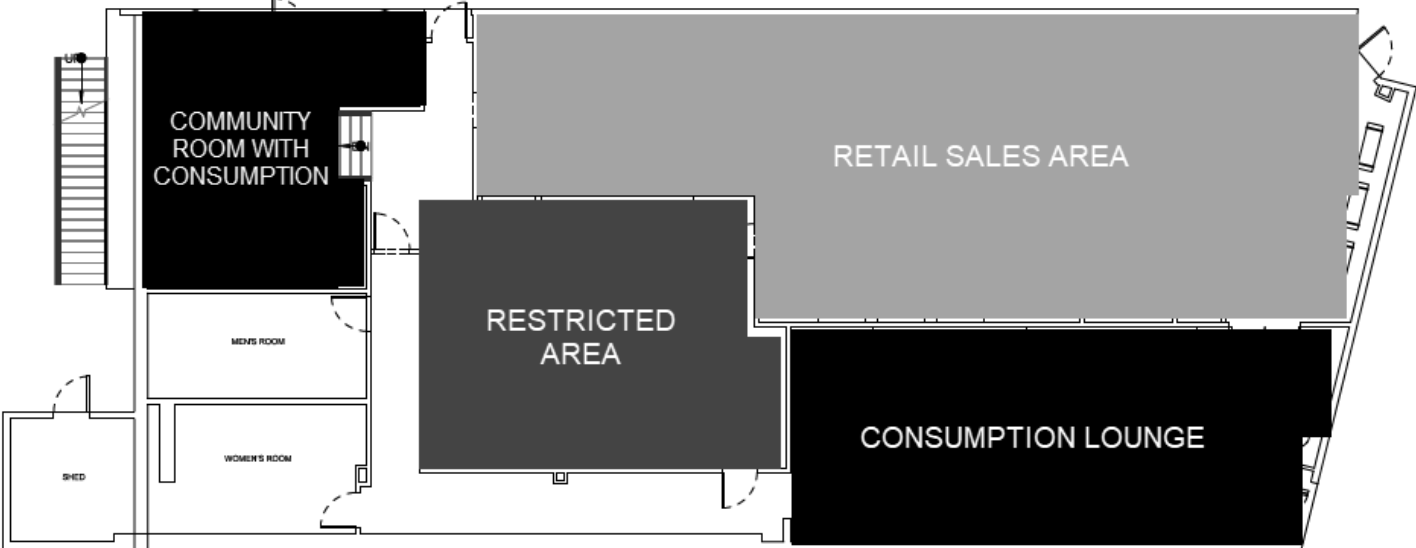 UP
COMMUNITY
ROOM WITH
CONSUMPTION
RETAIL SALES AREA
RESTRICTED
AREA
MEN'S ROOM
CONSUMPTION LOUNGE
WOMEN'S ROOM
SHED